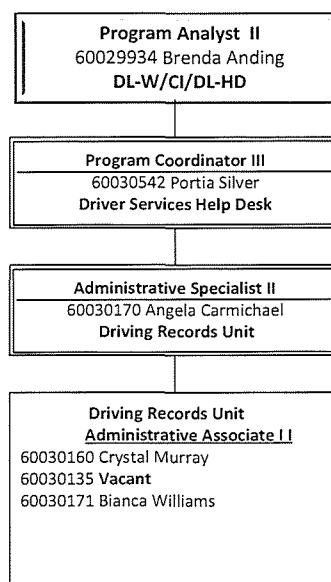 Program Analyst II
60029934 Brenda Anding
DL-W/CI/DL-HD
Program Coordinator III
60030542 Portia Silver
Driver Services Help Desk
Administrative Specialist II
60030170 Angela Carmichael
Driving Records Unit
Driving Records Unit
Administrative Associate I I
60030160 Crystal Murray
60030135 Vacant
60030171 Bianca Williams